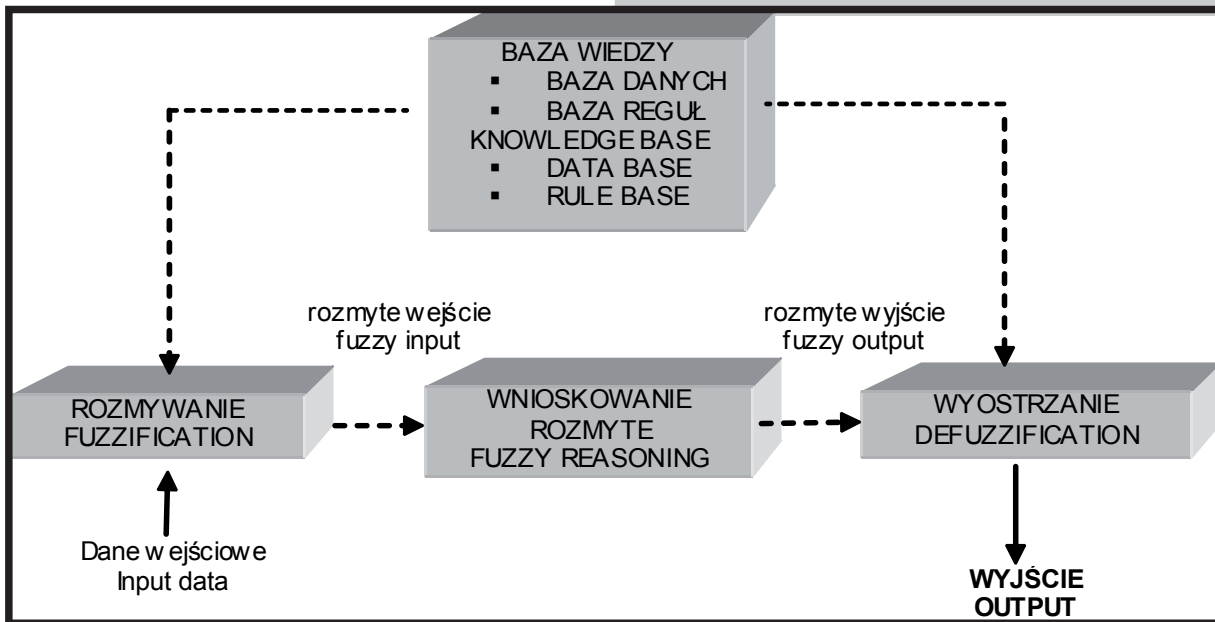 BAZA WIEDZY
▪ BAZA DANYCH
▪ BAZA REGUŁ
KNOWLEDGE BASE
▪ DATA BASE
▪ RULE BASE
rozmyte wejście
fuzzy input
rozmyte wyjście
fuzzy output
ROZMYWANIE
FUZZIFICATION
WNIOSKOWANIE
ROZMYTE
FUZZY REASONING
WYOSTRZANIE
DEFUZZIFICATION
Dane wejściowe
Input data
WYJŚCIE
OUTPUT